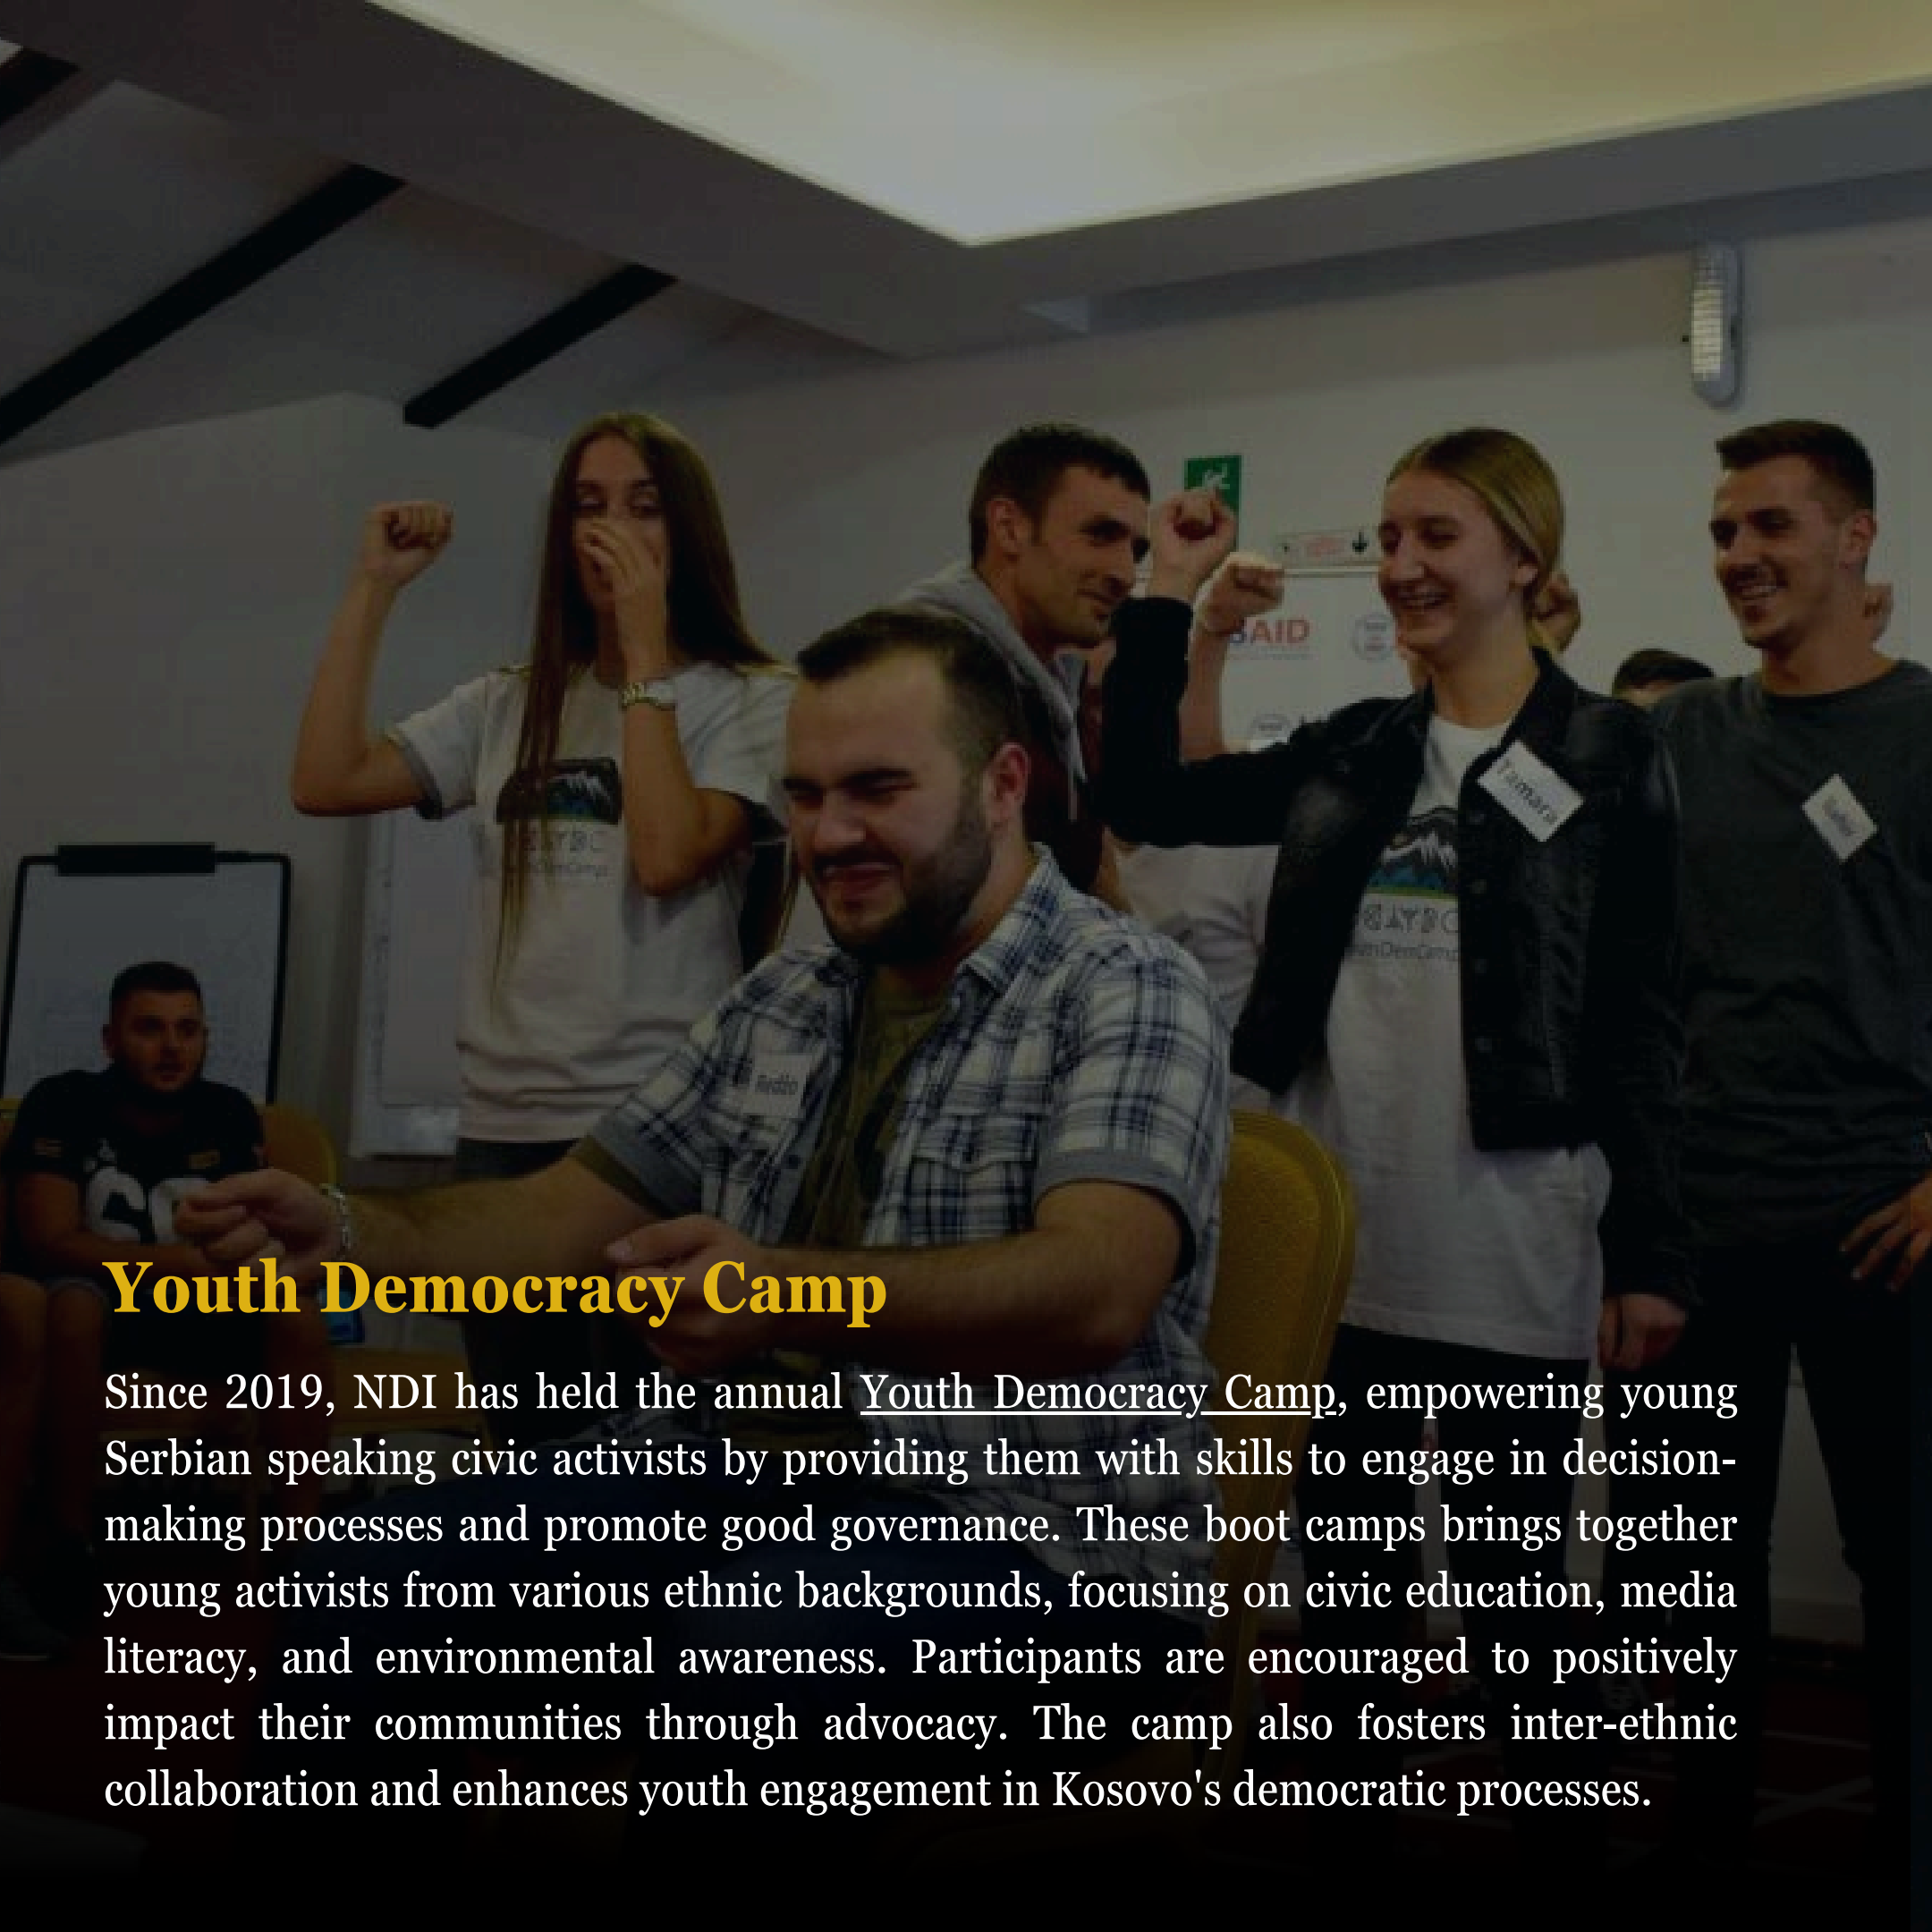 AID
Tamara
Redžo
Youth Democracy Camp
Since 2019, NDI has held the annual Youth Democracy Camp, empowering young
Serbian speaking civic activists by providing them with skills to engage in decision-
making processes and promote good governance. These boot camps brings together
young activists from various ethnic backgrounds, focusing on civic education, media
literacy, and environmental awareness. Participants are encouraged to positively
impact their communities through advocacy. The camp also fosters inter-ethnic
collaboration and enhances youth engagement in Kosovo's democratic processes.